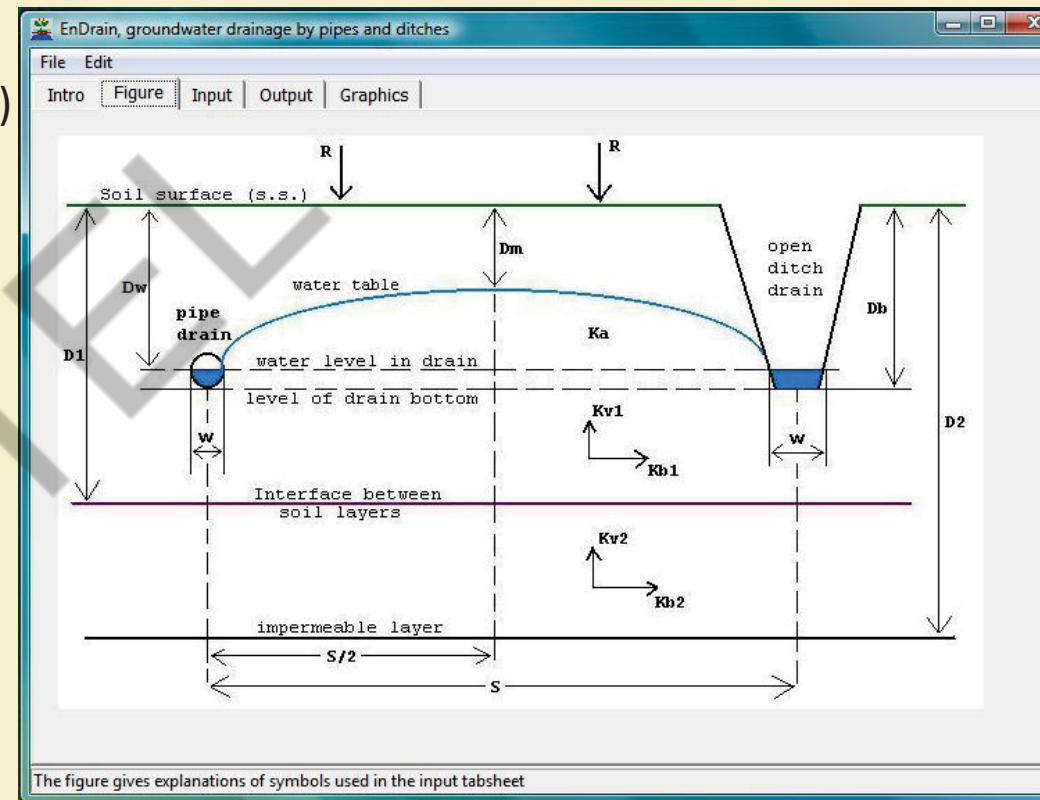 )
EnDrain, groundwater drainage by pipes and ditches
File Edit
Intro Figure Input Output Graphics
R R
Soil surface (s.s.)
Dm
open
ditch
drain
Dw
water table
pipe
drain
Db
Ka
D1
water level in drain
level of drain bottom
Kv1
D2
w w
Kb1
Interface between
soil layers
Kv2
Kb2
impermeable layer
S/2
S
The figure gives explanations of symbols used in the input tabsheet